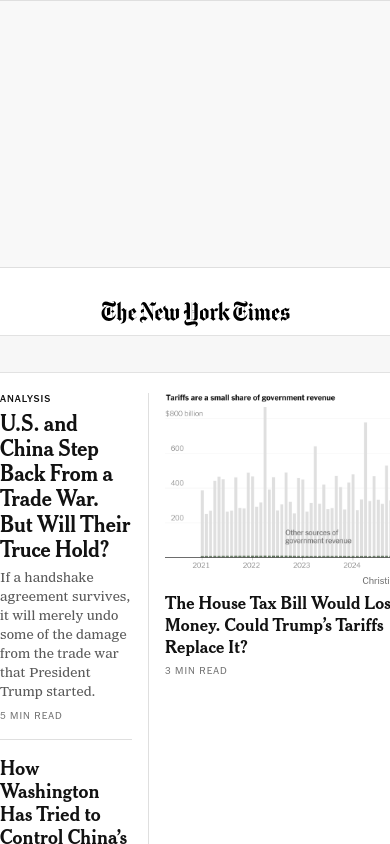 The New York Times
ANALYSIS
U.S. and
China Step
Back From a
Trade War.
But Will Their
Truce Hold?
If a handshake
agreement survives,
it will merely undo
some of the damage
from the trade war
that President
Trump started.
5 MIN READ
How
Washington
Has Tried to
Control China’s
Tariffs are a small share of government revenue
$800 billion
600
400
200
Other sources of
government revenue
2021 2022 2023 2024
Christi
The House Tax Bill Would Los
Money. Could Trump’s Tariffs
Replace It?
3 MIN READ